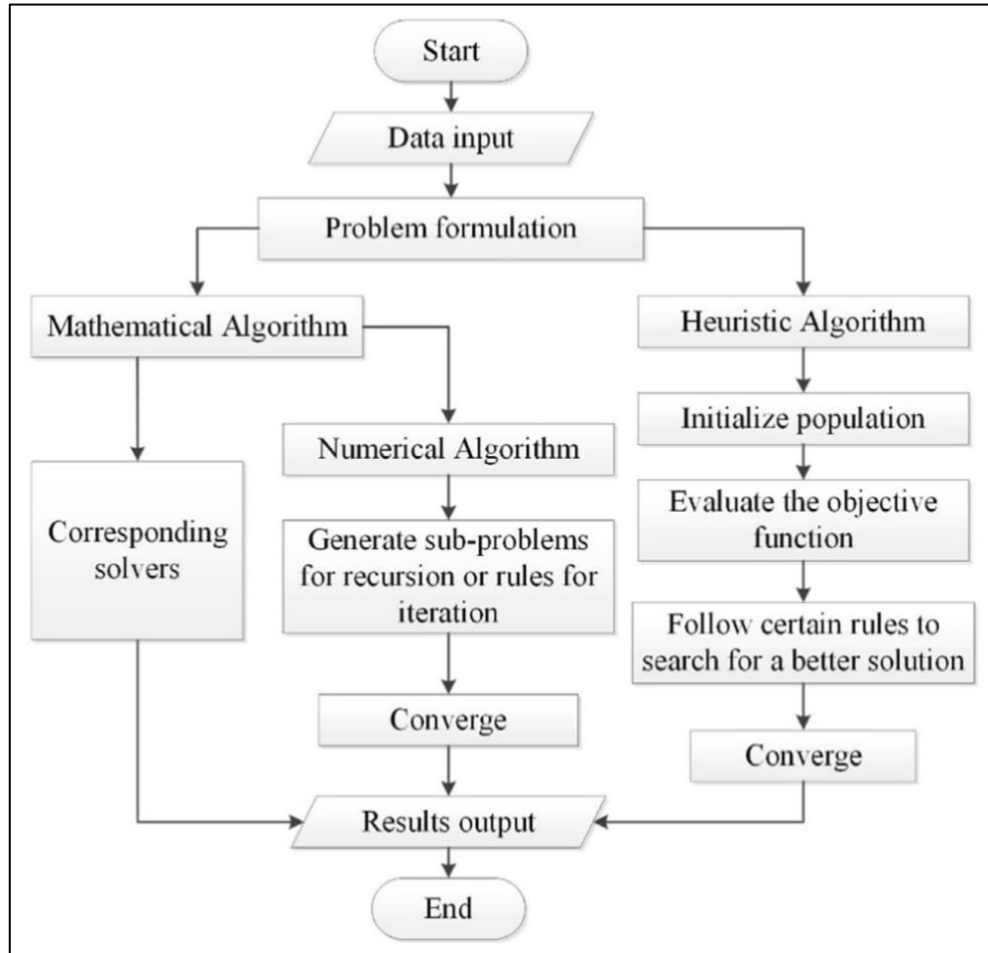 Start
Data input
Problem formulation
Mathematical Algorithm
Corresponding
solvers
Numerical Algorithm
Generate sub-problems
for recursion or rules for
iteration
Converge
Heuristic Algorithm
Initialize population
Evaluate the objective
function
Follow certain rules to
search for a better solution
Converge
Results output
End